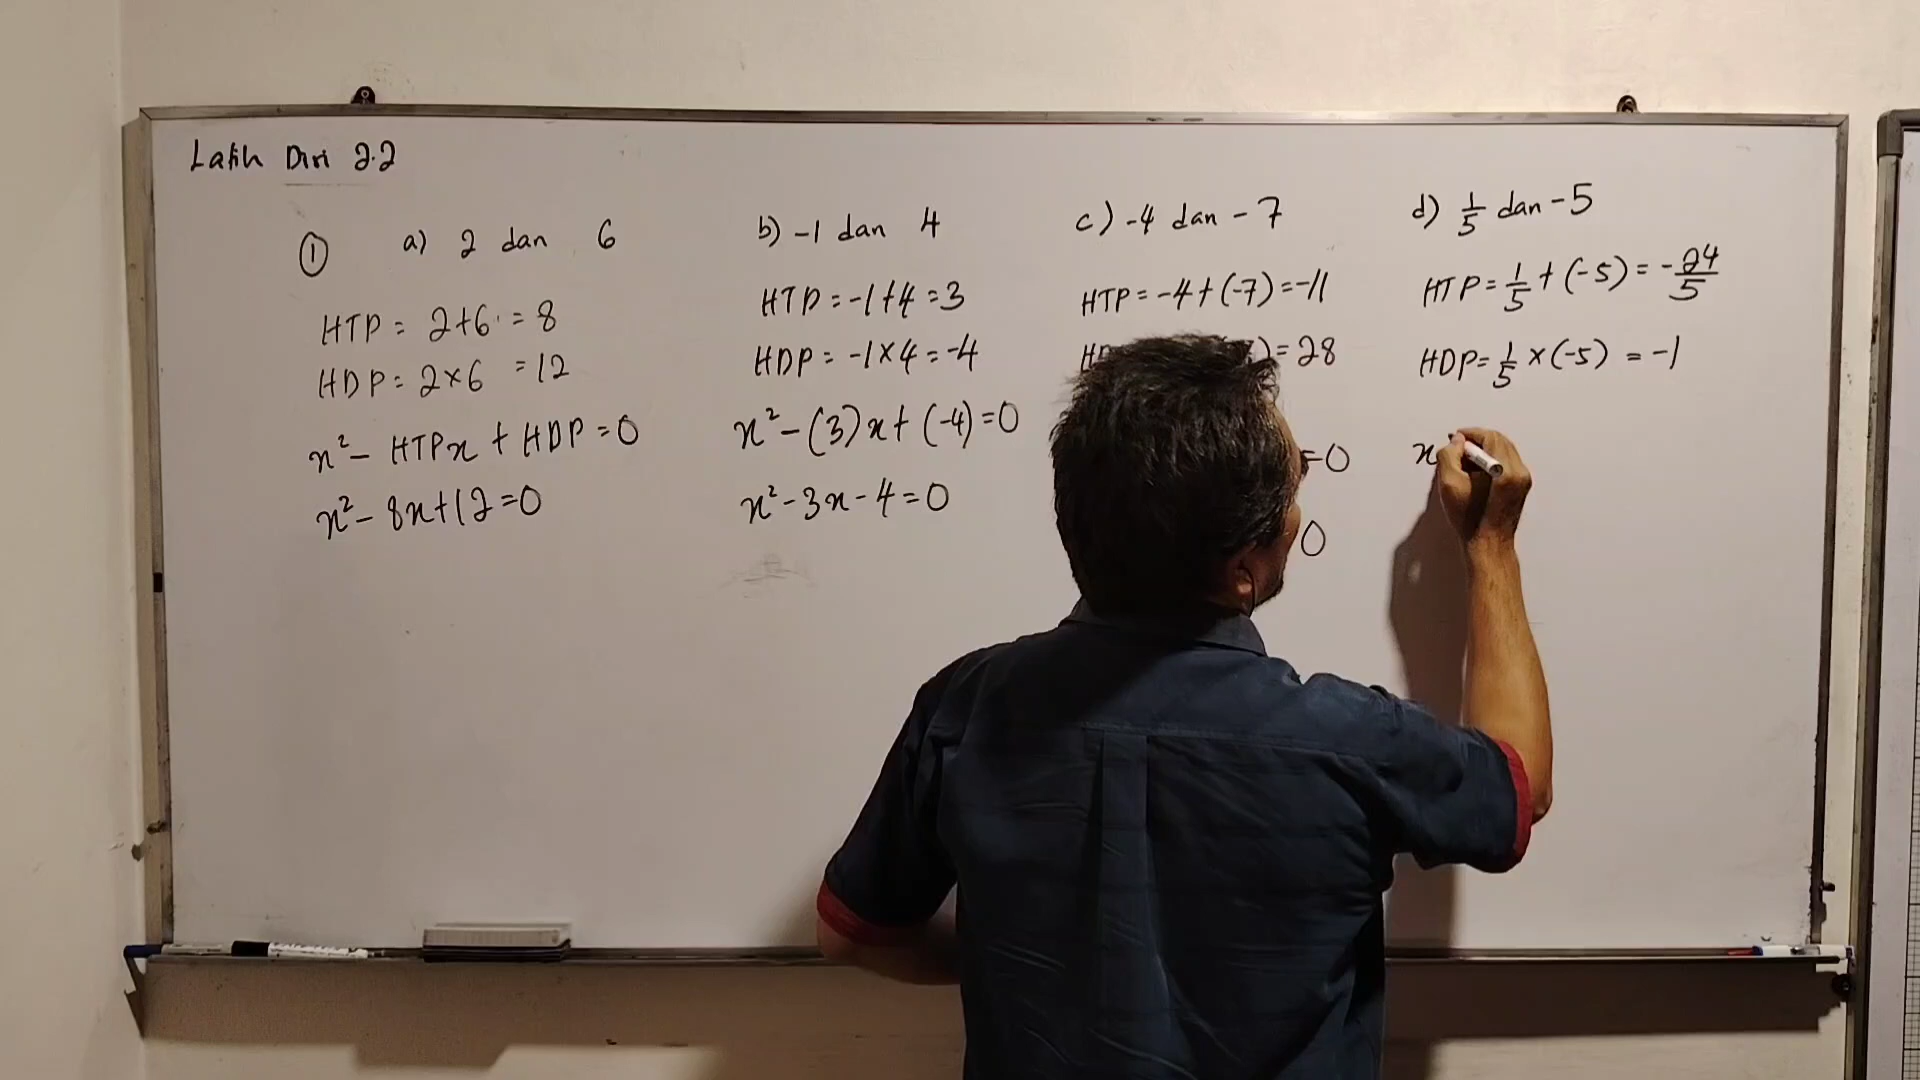 Latih Diri 2.2
① a) 2 dan 6
HTP = 2+6 = 8
HDP = 2×6 = 12
x² - HTPx + HDP = 0
x² - 8x + 12 = 0
b) -1 dan 4
HTP = -1+4 = 3
HDP = -1×4 = -4
x² - (3)x + (-4) = 0
x² - 3x - 4 = 0
c) -4 dan -7
HTP = -4+(-7) = -11
)= 28
=0
0
d) 1/5 dan -5
HTP = 1/5 + (-5) = -24/5
HDP = 1/5 × (-5) = -1
x